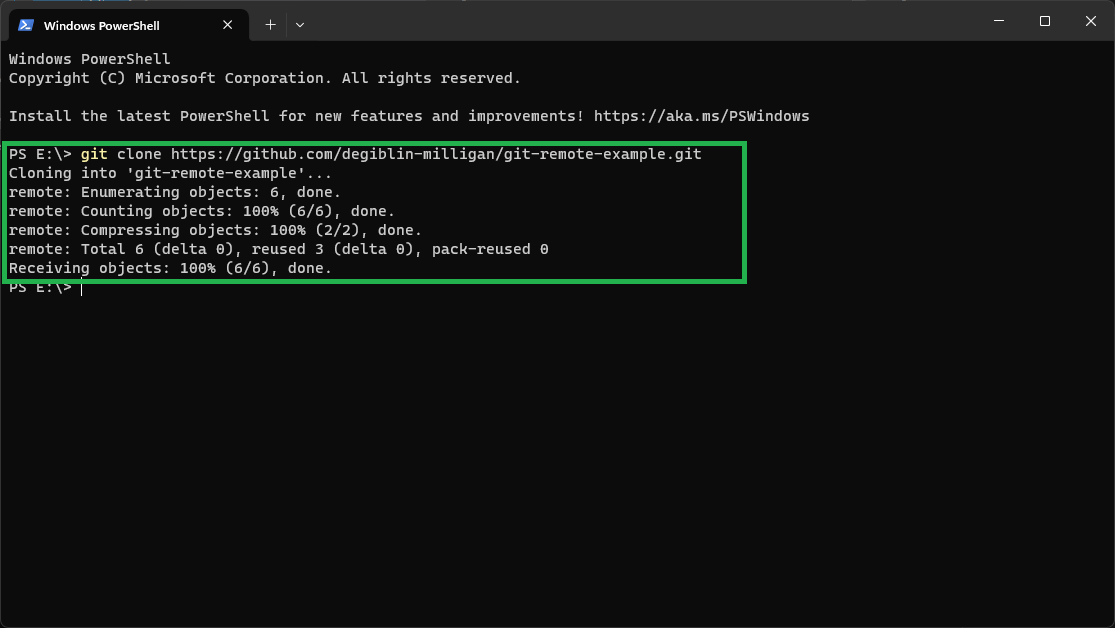 Windows PowerShell
Windows PowerShell
Copyright (C) Microsoft Corporation. All rights reserved.
Install the latest PowerShell for new features and improvements! https://aka.ms/PSWindows
PS E:\> git clone https://github.com/degiblin-milligan/git-remote-example.git
Cloning into 'git-remote-example'...
remote: Enumerating objects: 6, done.
remote: Counting objects: 100% (6/6), done.
remote: Compressing objects: 100% (2/2), done.
remote: Total 6 (delta 0), reused 3 (delta 0), pack-reused 0
Receiving objects: 100% (6/6), done.
PS E:\>